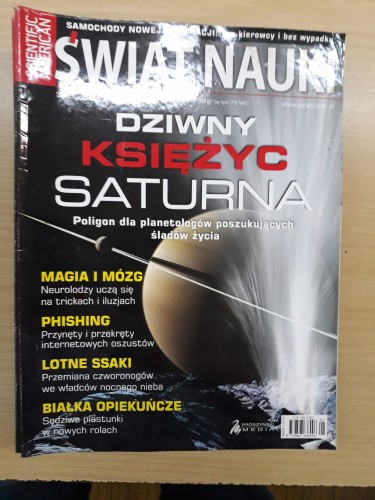 SAMOCHODY NOWEJ
kierowcy i bez wypadków
SCIENTIFIC
AMERICAN
ŚWIAT NAUKI
DZIWNY
KSIĘŻYC
SATURNA
Poligon dla planetologów poszukujących
śladów życia
MAGIA I MÓZG
Neurolodzy uczą się
na trickach i iluzjach
PHISHING
Przynęty i przekręty
internetowych oszustów
LOTNE SSAKI
Przemiana czworonogów
we władców nocnego nieba
BIAŁKA OPIEKUŃCZE
Sędziwe piastunki
w nowych rolach
PRÓSZYŃSKI
MEDIA